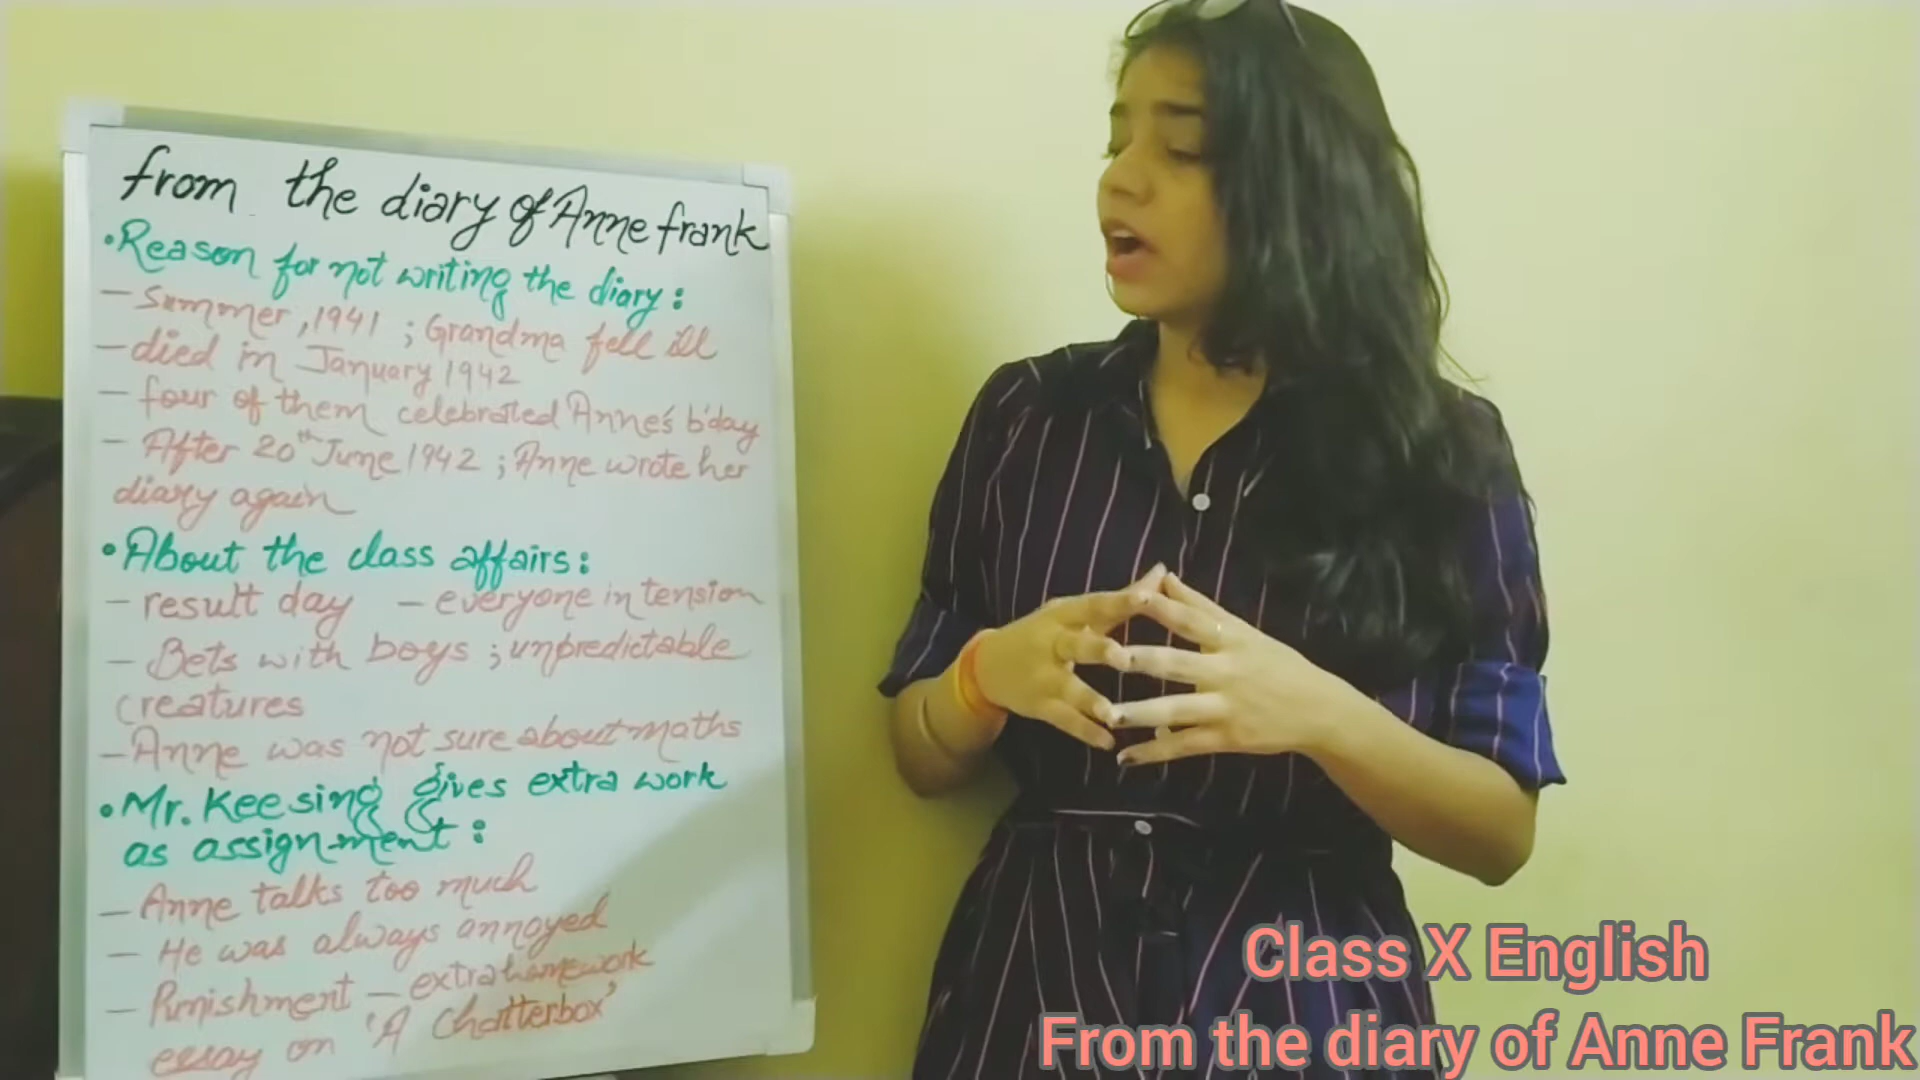 from the diary of Anne frank
• Reason for not writing the diary :
- Summer, 1941 ; Grandma fell ill
- died in January 1942
- four of them celebrated Anne's b'day
- After 20th June 1942 ; Anne wrote her
diary again
• About the class affairs :
- result day - everyone in tension
- Bets with boys ; unpredictable
creatures
- Anne was not sure about maths
• Mr. Keesing gives extra work
as assignment :
- Anne talks too much
- He was always annoyed
- Punishment - extra homework
essay on 'A Chatterbox'
Class X English
From the diary of Anne Frank